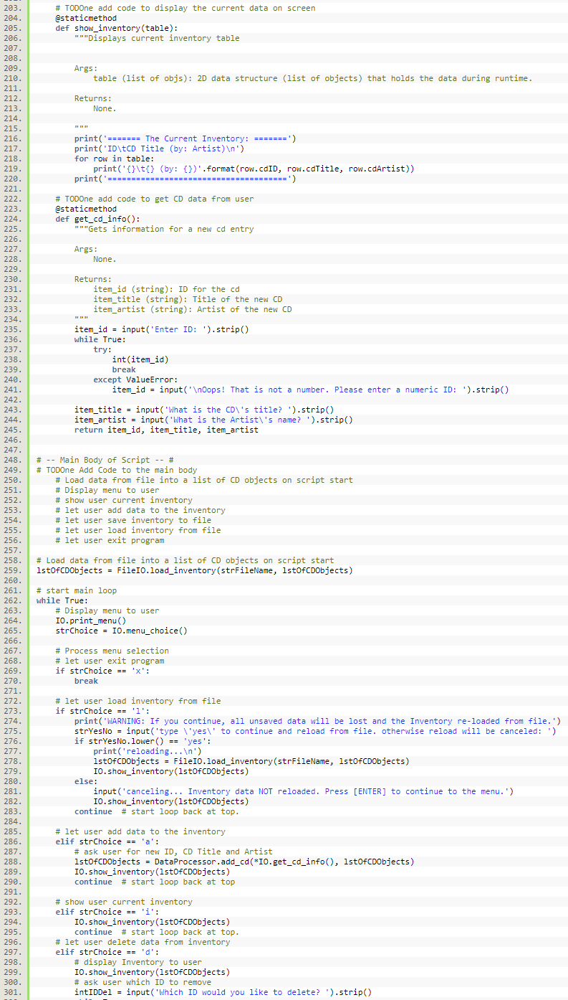 203.     # TODOne add code to display the current data on screen
204.     @staticmethod
205.     def show_inventory(table):
206.         """Displays current inventory table
207.
208.
209.         Args:
210.             table (list of objs): 2D data structure (list of objects) that holds the data during runtime.
211.
212.         Returns:
213.             None.
214.
215.         """
216.         print('======= The Current Inventory: =======')
217.         print('ID\tCD Title (by: Artist)\n')
218.         for row in table:
219.             print('{}\t{} (by: {})'.format(row.cdID, row.cdTitle, row.cdArtist))
220.         print('======================================')
221.
222.     # TODOne add code to get CD data from user
223.     @staticmethod
224.     def get_cd_info():
225.         """Gets information for a new cd entry
226.
227.         Args:
228.             None.
229.
230.         Returns:
231.             item_id (string): ID for the cd
232.             item_title (string): Title of the new CD
233.             item_artist (string): Artist of the new CD
234.         """
235.         item_id = input('Enter ID: ').strip()
236.         while True:
237.             try:
238.                 int(item_id)
239.                 break
240.             except ValueError:
241.                 item_id = input('\nOops! That is not a number. Please enter a numeric ID: ').strip()
242.
243.         item_title = input('What is the CD\'s title? ').strip()
244.         item_artist = input('What is the Artist\'s name? ').strip()
245.         return item_id, item_title, item_artist
246.
247.
248. # -- Main Body of Script -- #
249. # TODOne Add Code to the main body
250.     # Load data from file into a list of CD objects on script start
251.     # Display menu to user
252.     # show user current inventory
253.     # let user add data to the inventory
254.     # let user save inventory to file
255.     # let user load inventory from file
256.     # let user exit program
257.
258. # Load data from file into a list of CD objects on script start
259. lstOfCDObjects = FileIO.load_inventory(strFileName, lstOfCDObjects)
260.
261. # start main loop
262. while True:
263.     # Display menu to user
264.     IO.print_menu()
265.     strChoice = IO.menu_choice()
266.
267.     # Process menu selection
268.     # let user exit program
269.     if strChoice == 'x':
270.         break
271.
272.     # let user load inventory from file
273.     if strChoice == 'l':
274.         print('WARNING: If you continue, all unsaved data will be lost and the Inventory re-loaded from file.')
275.         strYesNo = input('type \'yes\' to continue and reload from file. otherwise reload will be canceled: ')
276.         if strYesNo.lower() == 'yes':
277.             print('reloading...\n')
278.             lstOfCDObjects = FileIO.load_inventory(strFileName, lstOfCDObjects)
279.             IO.show_inventory(lstOfCDObjects)
280.         else:
281.             input('canceling... Inventory data NOT reloaded. Press [ENTER] to continue to the menu.')
282.             IO.show_inventory(lstOfCDObjects)
283.         continue  # start loop back at top.
284.
285.     # let user add data to the inventory
286.     elif strChoice == 'a':
287.         # ask user for new ID, CD Title and Artist
288.         lstOfCDObjects = DataProcessor.add_cd(*IO.get_cd_info(), lstOfCDObjects)
289.         IO.show_inventory(lstOfCDObjects)
290.         continue  # start loop back at top
291.
292.     # show user current inventory
293.     elif strChoice == 'i':
294.         IO.show_inventory(lstOfCDObjects)
295.         continue  # start loop back at top.
296.     # let user delete data from inventory
297.     elif strChoice == 'd':
298.         # display Inventory to user
299.         IO.show_inventory(lstOfCDObjects)
300.         # ask user which ID to remove
301.         intIDDel = input('Which ID would you like to delete? ').strip()